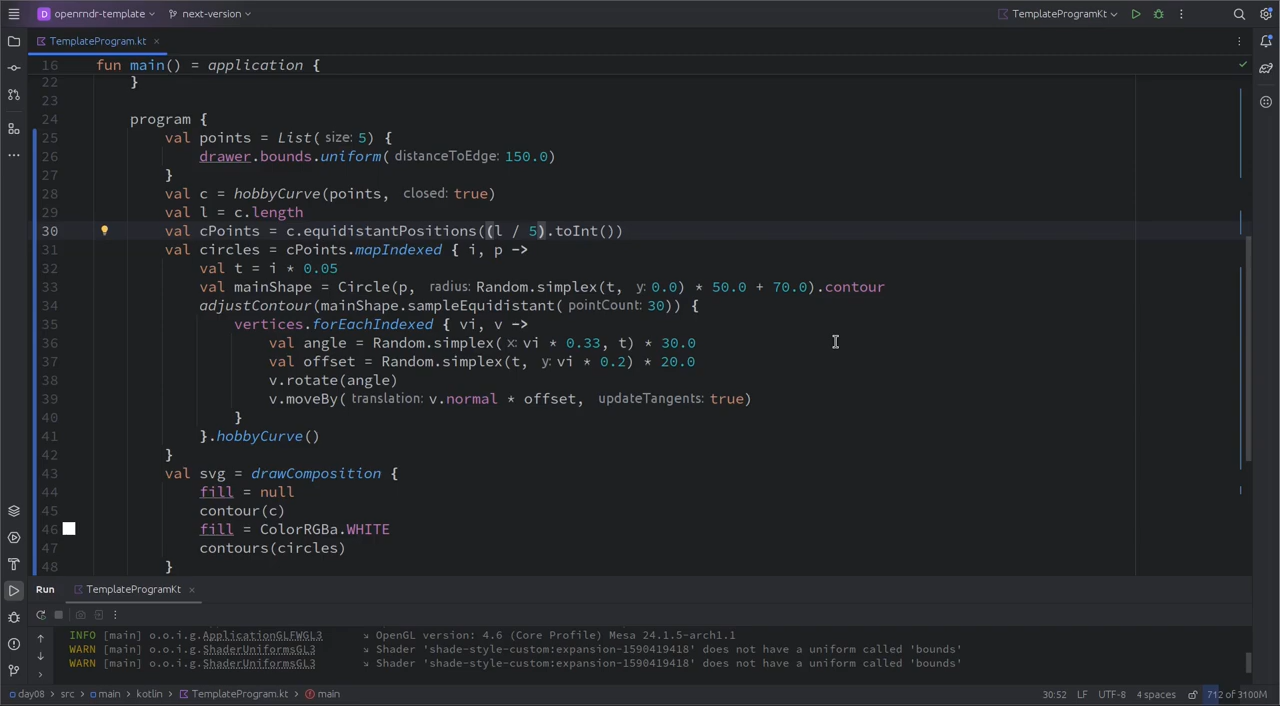 D openrndr-template next-version TemplateProgramKt
TemplateProgram.kt ×
16 fun main() = application {
22 }
23
24 program {
25 val points = List( size: 5) {
26 drawer.bounds.uniform( distanceToEdge: 150.0)
27 }
28 val c = hobbyCurve(points, closed: true)
29 val l = c.length
30 val cPoints = c.equidistantPositions((l / 5).toInt())
31 val circles = cPoints.mapIndexed { i, p ->
32 val t = i * 0.05
33 val mainShape = Circle(p, radius: Random.simplex(t, y: 0.0) * 50.0 + 70.0).contour
34 adjustContour(mainShape.sampleEquidistant( pointCount: 30)) {
35 vertices.forEachIndexed { vi, v ->
36 val angle = Random.simplex( x: vi * 0.33, t) * 30.0
37 val offset = Random.simplex(t, y: vi * 0.2) * 20.0
38 v.rotate(angle)
39 v.moveBy( translation: v.normal * offset, updateTangents: true)
40 }
41 }.hobbyCurve()
42 }
43 val svg = drawComposition {
44 fill = null
45 contour(c)
46 fill = ColorRGBa.WHITE
47 contours(circles)
48 }
Run TemplateProgramKt ×
INFO [main] o.o.i.g.ApplicationGLFWGL3 ↘ OpenGL version: 4.6 (Core Profile) Mesa 24.1.5-arch1.1
WARN [main] o.o.i.g.ShaderUniformsGL3 ↘ Shader 'shade-style-custom:expansion-1590419418' does not have a uniform called 'bounds'
WARN [main] o.o.i.g.ShaderUniformsGL3 ↘ Shader 'shade-style-custom:expansion-1590419418' does not have a uniform called 'bounds'
day08 > src > main > kotlin > TemplateProgram.kt > main 30:52 LF UTF-8 4 spaces 712 of 3100M